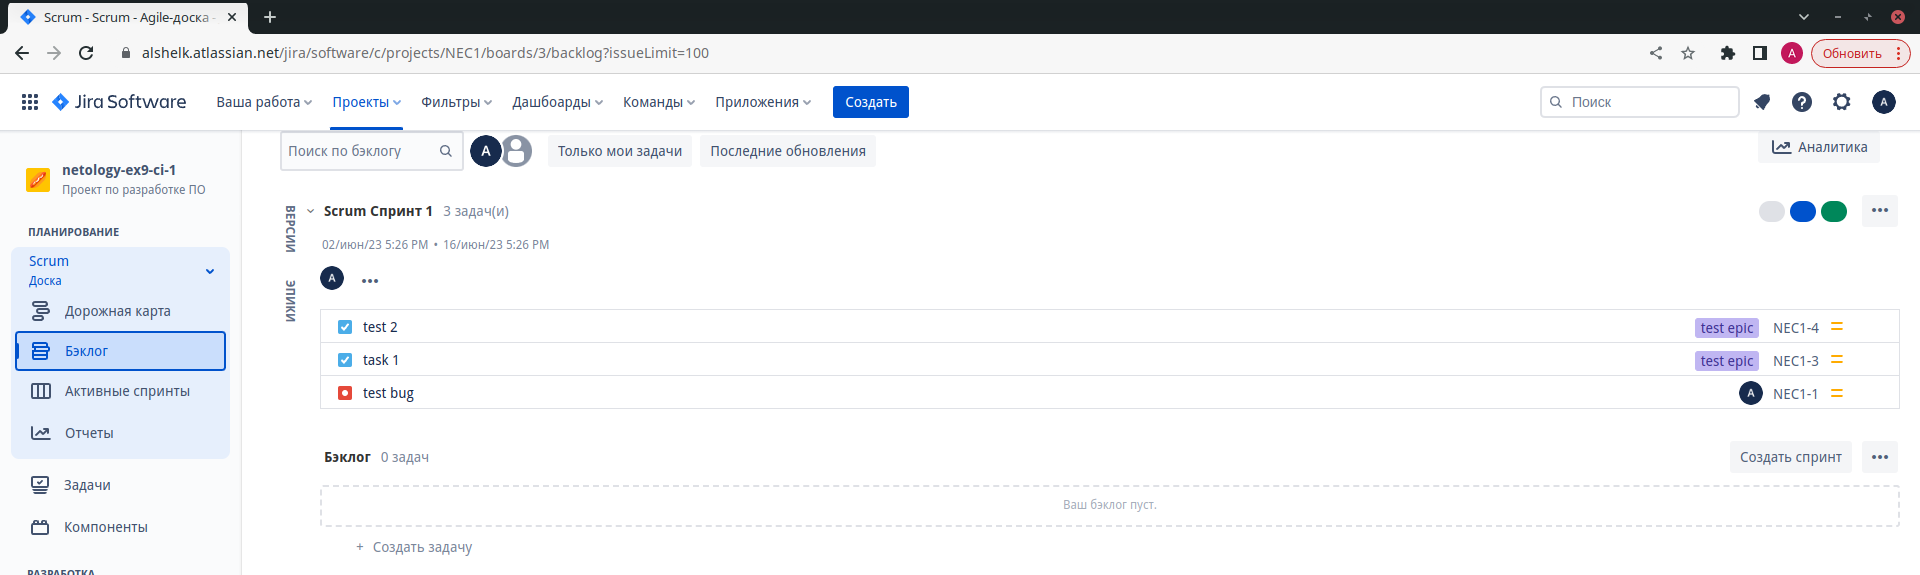 Scrum - Scrum - Agile-доска -
alshelk.atlassian.net/jira/software/c/projects/NEC1/boards/3/backlog?issueLimit=100
A
Обновить
Jira Software
Ваша работа
Проекты
Фильтры
Дашбоарды
Команды
Приложения
Создать
Поиск
A
netology-ex9-ci-1
Проект по разработке ПО
ПЛАНИРОВАНИЕ
Scrum
Доска
Дорожная карта
Бэклог
Активные спринты
Отчеты
Задачи
Компоненты
РАЗРАБОТКА
Поиск по бэклогу
A
Только мои задачи
Последние обновления
Аналитика
ВЕРСИИ
ЭПИКИ
Scrum Спринт 1 3 задач(и)
02/июн/23 5:26 PM • 16/июн/23 5:26 PM
A
test 2 test epic NEC1-4
task 1 test epic NEC1-3
test bug A NEC1-1
Бэклог 0 задач
Создать спринт
Ваш бэклог пуст.
+ Создать задачу